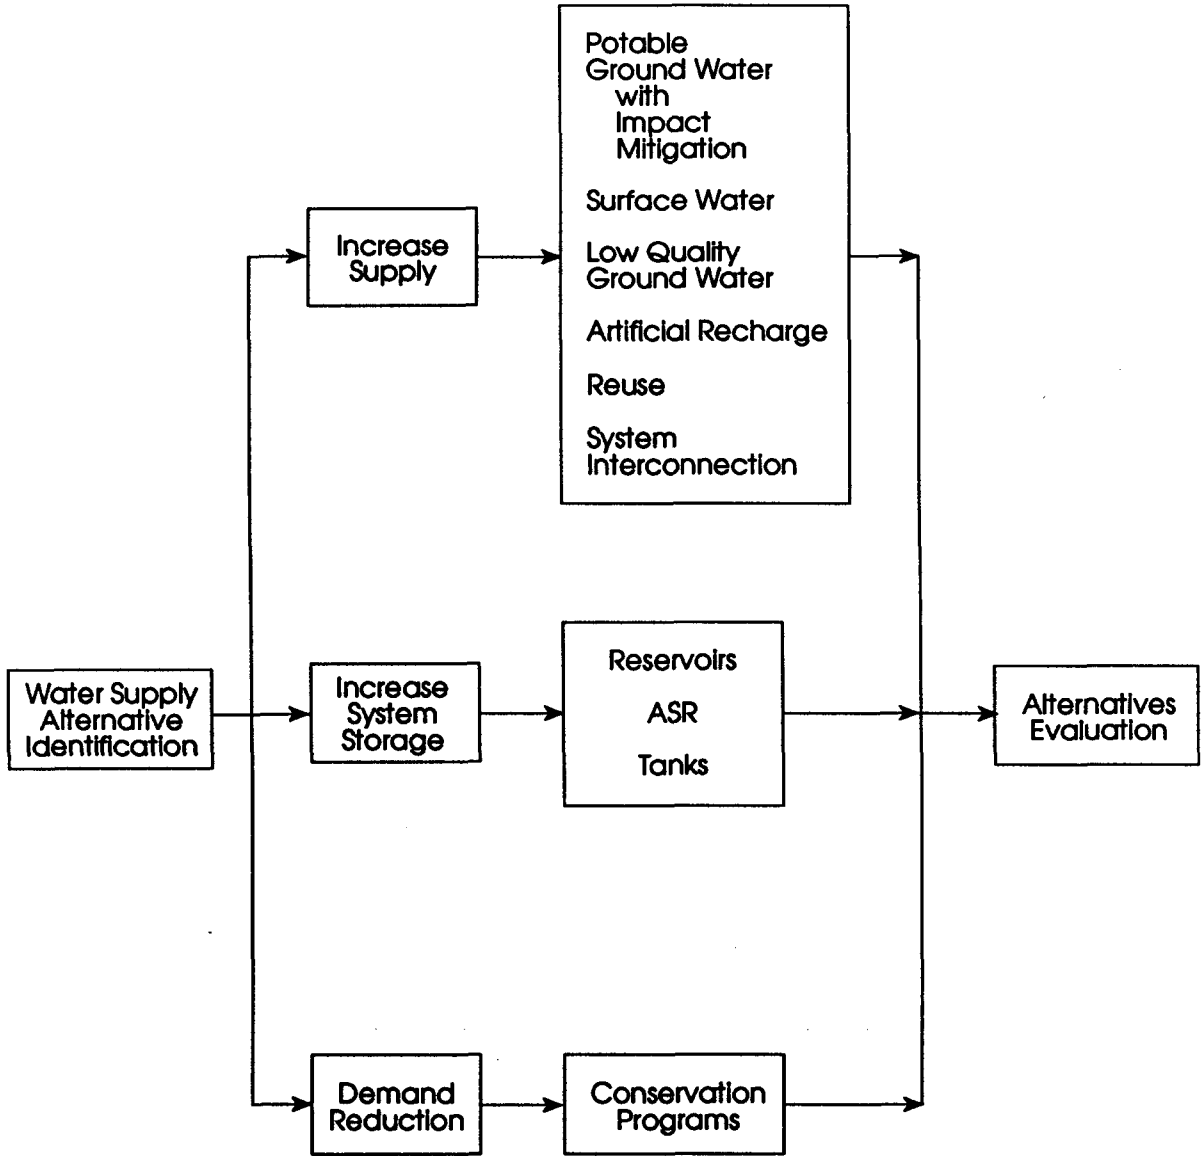 Potable
Ground Water
with
Impact
Mitigation
Surface Water
Low Quality
Ground Water
Artificial Recharge
Reuse
System
Interconnection
Increase
Supply
Water Supply
Alternative
Identification
Increase
System
Storage
Reservoirs
ASR
Tanks
Alternatives
Evaluation
Demand
Reduction
Conservation
Programs